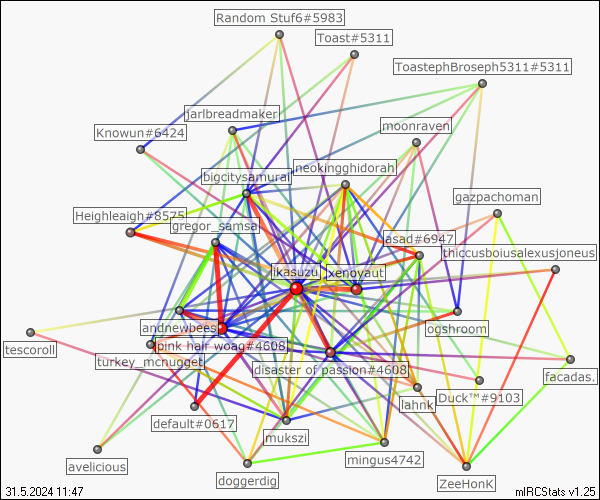 Random Stuf6#5983
Toast#5311
ToastephBroseph5311#5311
jarlbreadmaker
moonraven
Knowun#6424
neokingghidorah
bigcitysamurai
gazpachoman
Heighleaigh#8575
gregor_samsa
asad#6947
thiccusboiusalexusjoneus
likasuzu
xenoyaut
andnewbees
ogshroom
tescoroll
pink hair woag#4608
turkey_mchugget
disaster of passion#4608
facadas.
lahnk
Duck™#9103
default#0617
mukszi
mingus4742
avelicious
doggerdig
ZeeHonK
31.5.2024 11:47
mIRCStats v1.25